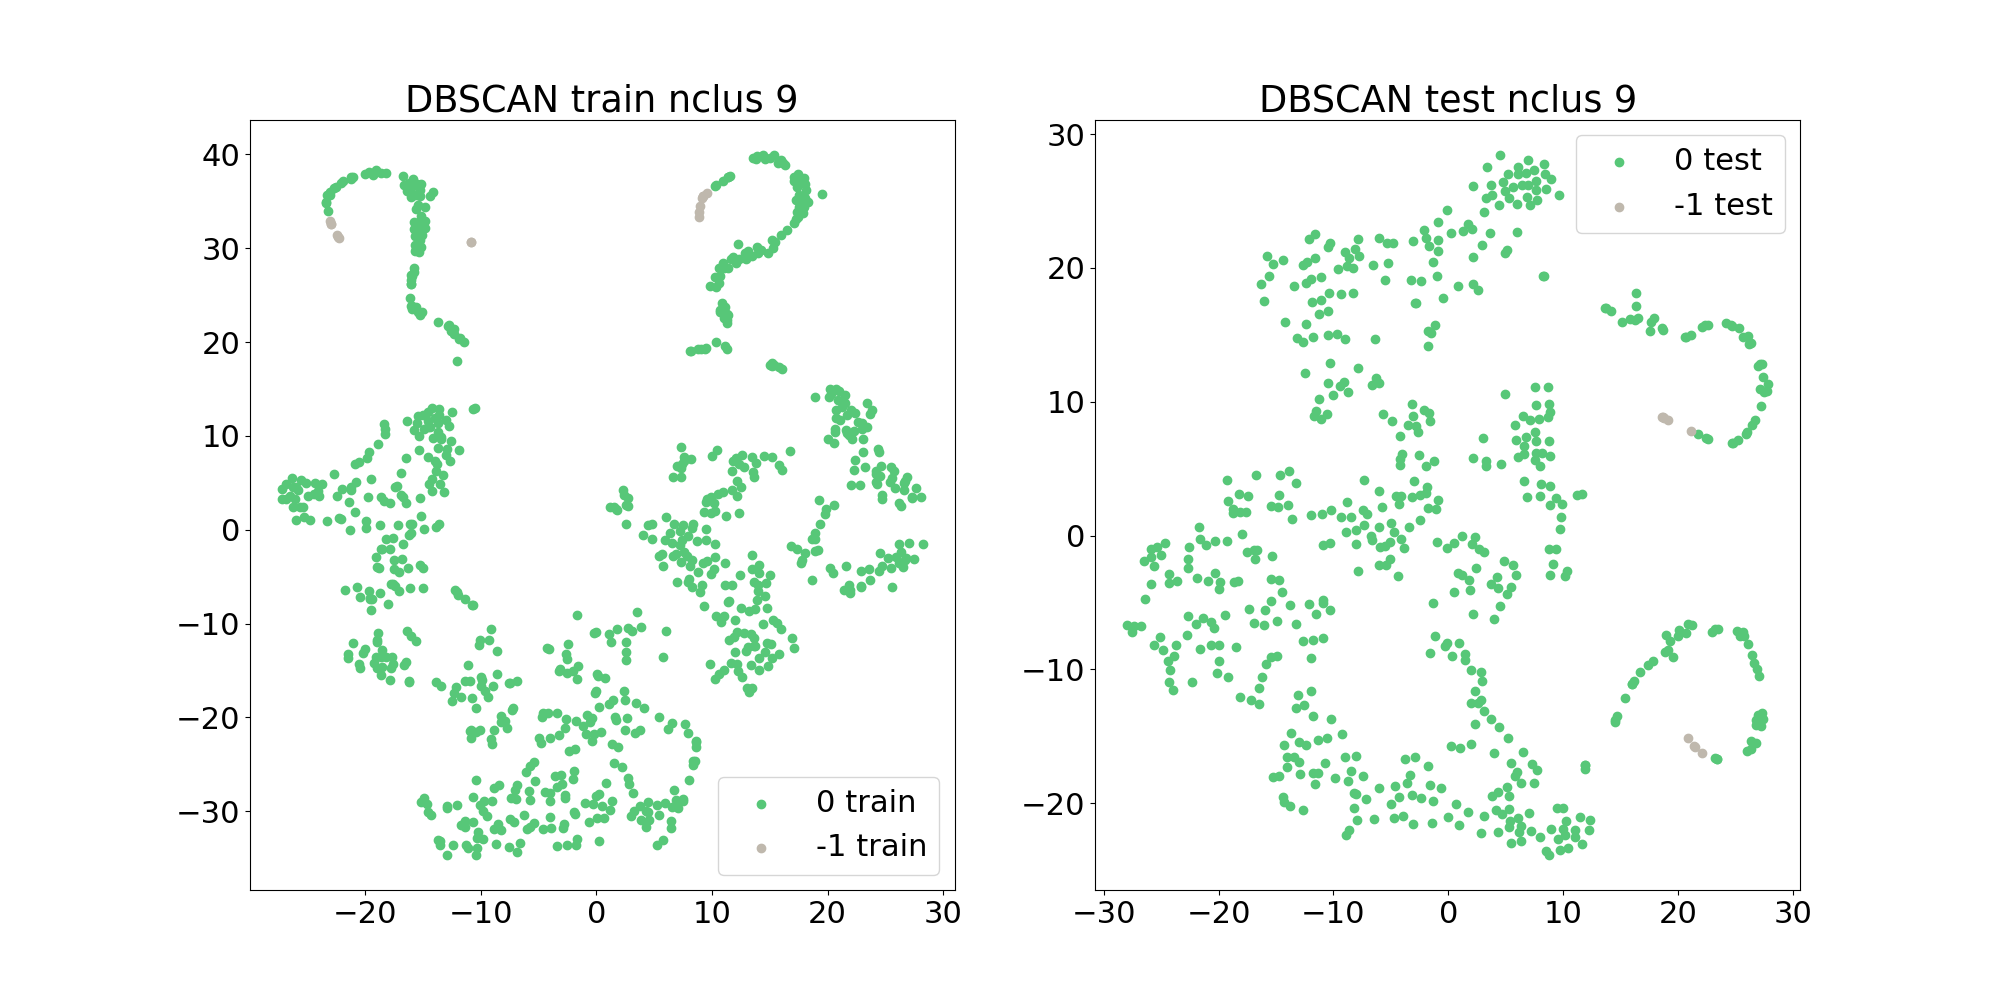 DBSCAN train nclus 9
40
30
20
10
0
−10
−20
−30
−20 −10 0 10 20 30
0 train
-1 train
DBSCAN test nclus 9
30
20
10
0
−10
−20
−30 −20 −10 0 10 20 30
0 test
-1 test